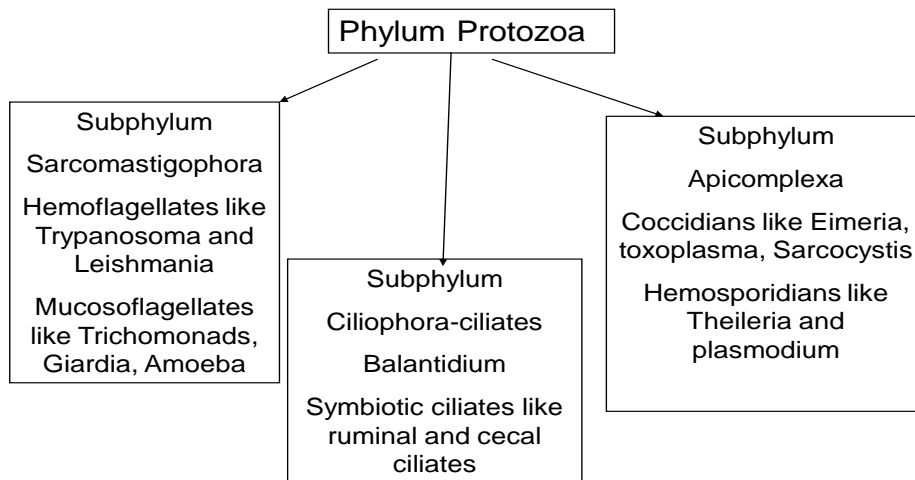 Phylum Protozoa
Subphylum
Sarcomastigophora
Hemoflagellates like
Trypanosoma and
Leishmania
Mucosoflagellates
like Trichomonads,
Giardia, Amoeba
Subphylum
Ciliophora-ciliates
Balantidium
Symbiotic ciliates like
ruminal and cecal
ciliates
Subphylum
Apicomplexa
Coccidians like Eimeria,
toxoplasma, Sarcocystis
Hemosporidians like
Theileria and
plasmodium